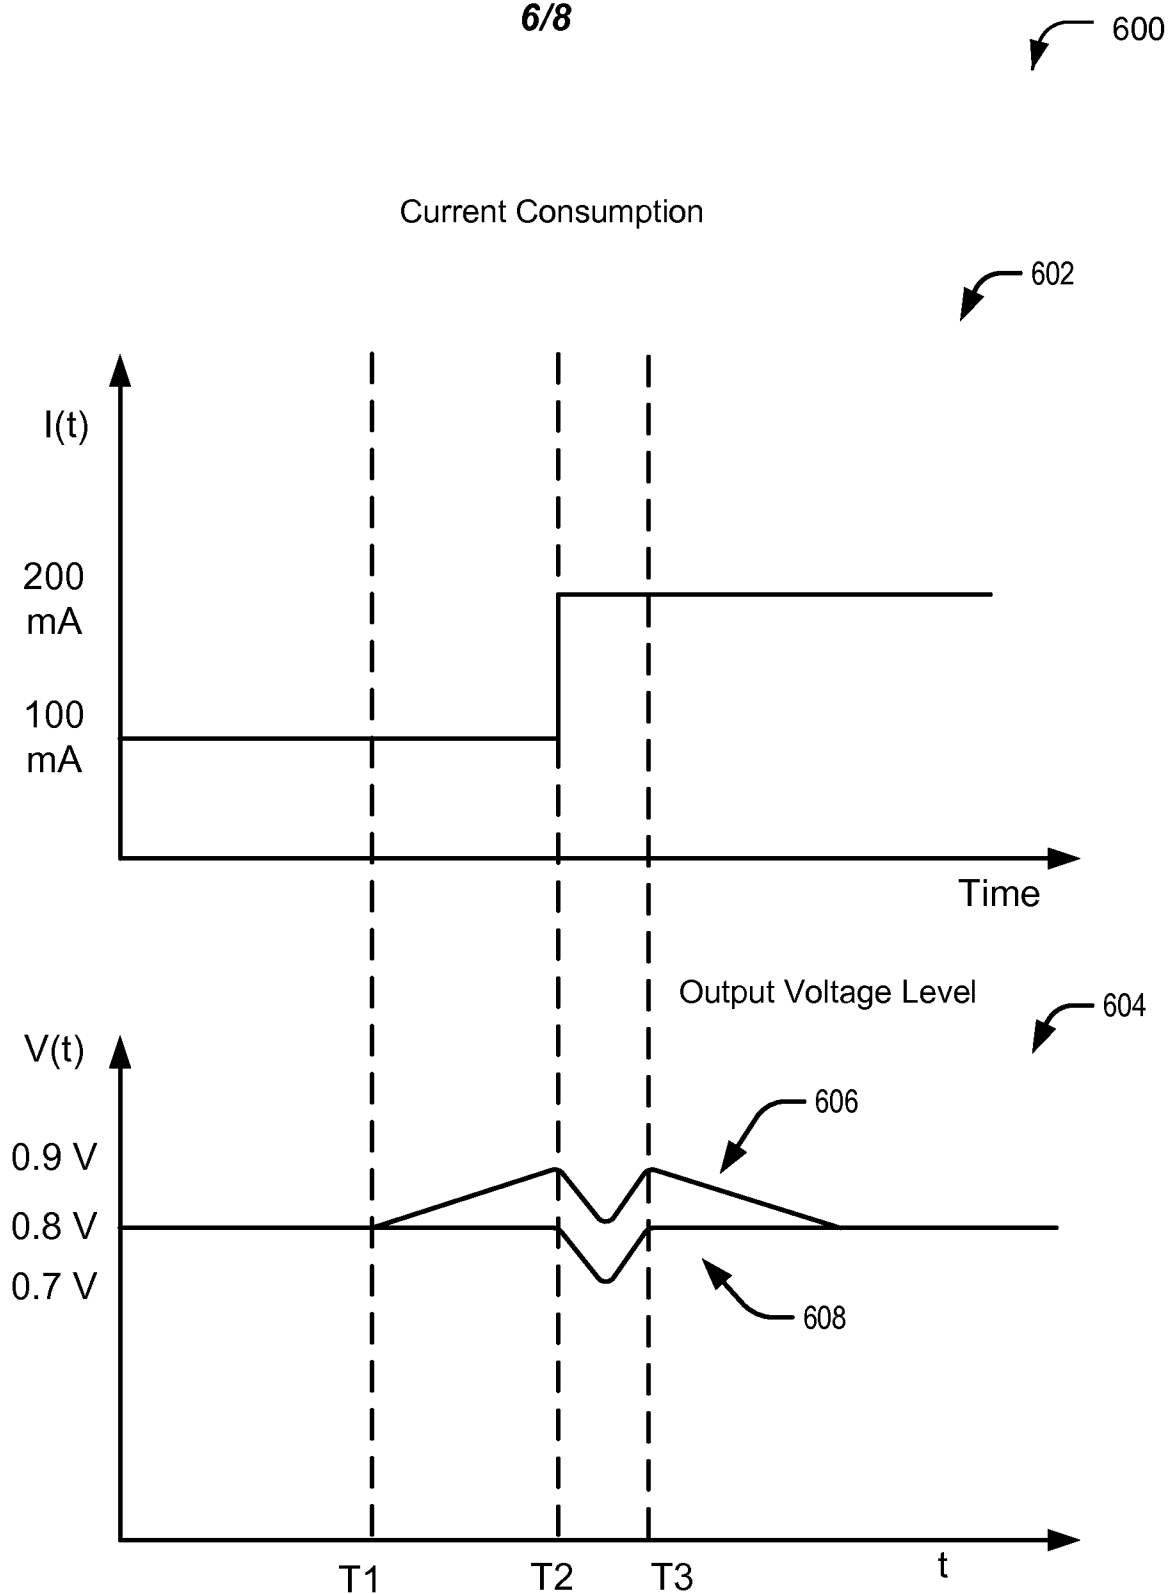 6/8
600
Current Consumption
602
I(t)
200
mA
100
mA
Time
Output Voltage Level
604
V(t)
606
0.9 V
0.8 V
0.7 V
608
T1
T2
T3
t